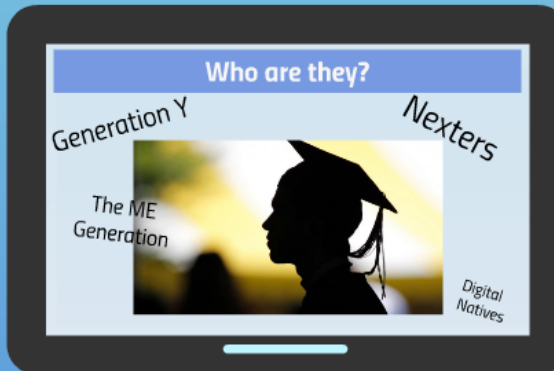 Who are they?
Generation Y
Nexters
The ME
Generation
Digital
Natives